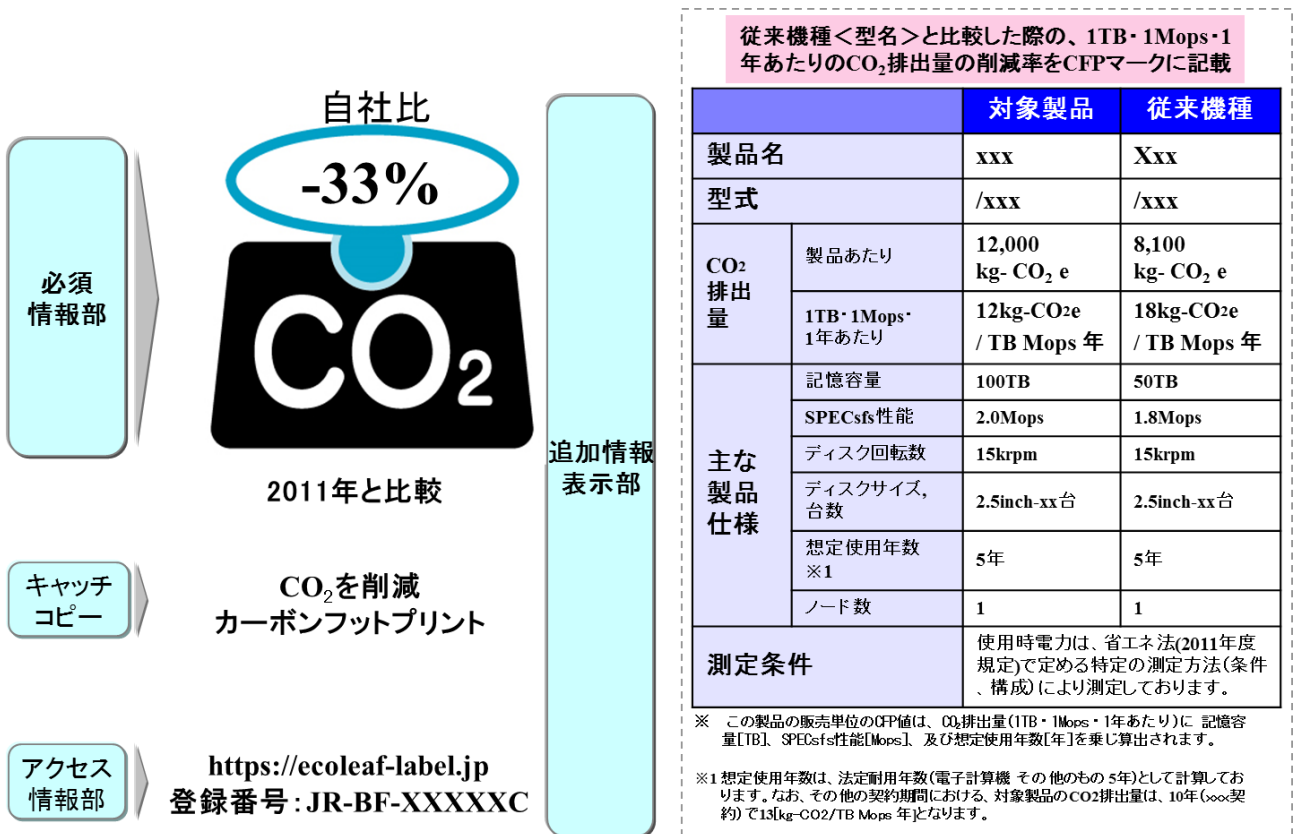 必須
情報部
自社比
-33%
CO2
2011年と比較
キャッチ
コピー
CO₂を削減
カーボンフットプリント
アクセス
情報部
https://ecoleaf-label.jp
登録番号：JR-BF-XXXXXC
追加情報
表示部
従来機種＜型名＞と比較した際の、1TB・1Mops・1
年あたりのCO₂排出量の削減率をCFPマークに記載
対象製品 従来機種
製品名 xxx Xxx
型式 /xxx /xxx
CO2
排出
量
製品あたり
12,000
kg- CO₂ e
8,100
kg- CO₂ e
1TB・1Mops・
1年あたり
12kg-CO2e
/ TB Mops 年
18kg-CO2e
/ TB Mops 年
主な
製品
仕様
記憶容量 100TB 50TB
SPECsfs性能 2.0Mops 1.8Mops
ディスク回転数 15krpm 15krpm
ディスクサイズ,
台数
2.5inch-xx台 2.5inch-xx台
想定使用年数
※1
5年 5年
ノード数 1 1
測定条件
使用時電力は、省エネ法(2011年度
規定)で定める特定の測定方法(条件
、構成)により測定しております。
※ この製品の販売単位のCFP値は、CO₂排出量(1TB・1Mops・1年あたり)に 記憶容
量[TB]、SPECsfs性能[Mops]、及び想定使用年数[年]を乗じ算出されます。
※1 想定使用年数は、法定耐用年数(電子計算機 その他のもの 5年)として計算してお
ります。なお、その他の契約期間における、対象製品のCO2排出量は、10年(xxx契
約)で13[kg-CO2/TB Mops 年]となります。